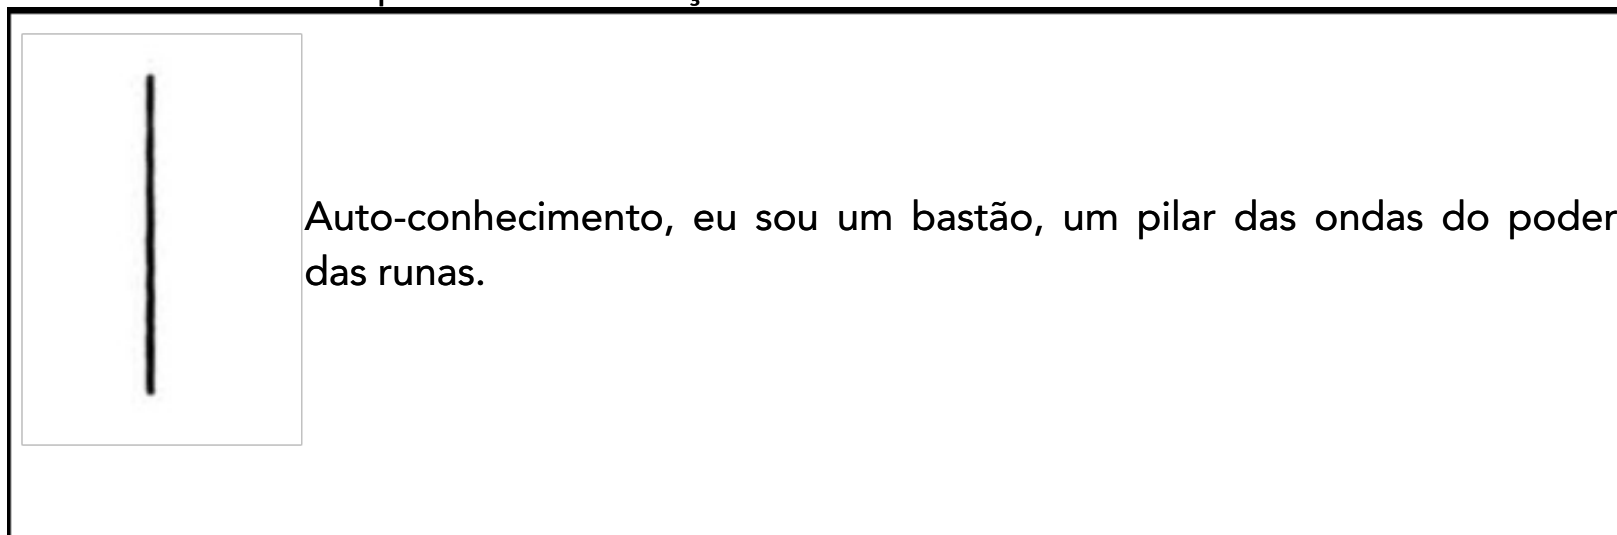 Auto-conhecimento, eu sou um bastão, um pilar das ondas do poder
das runas.